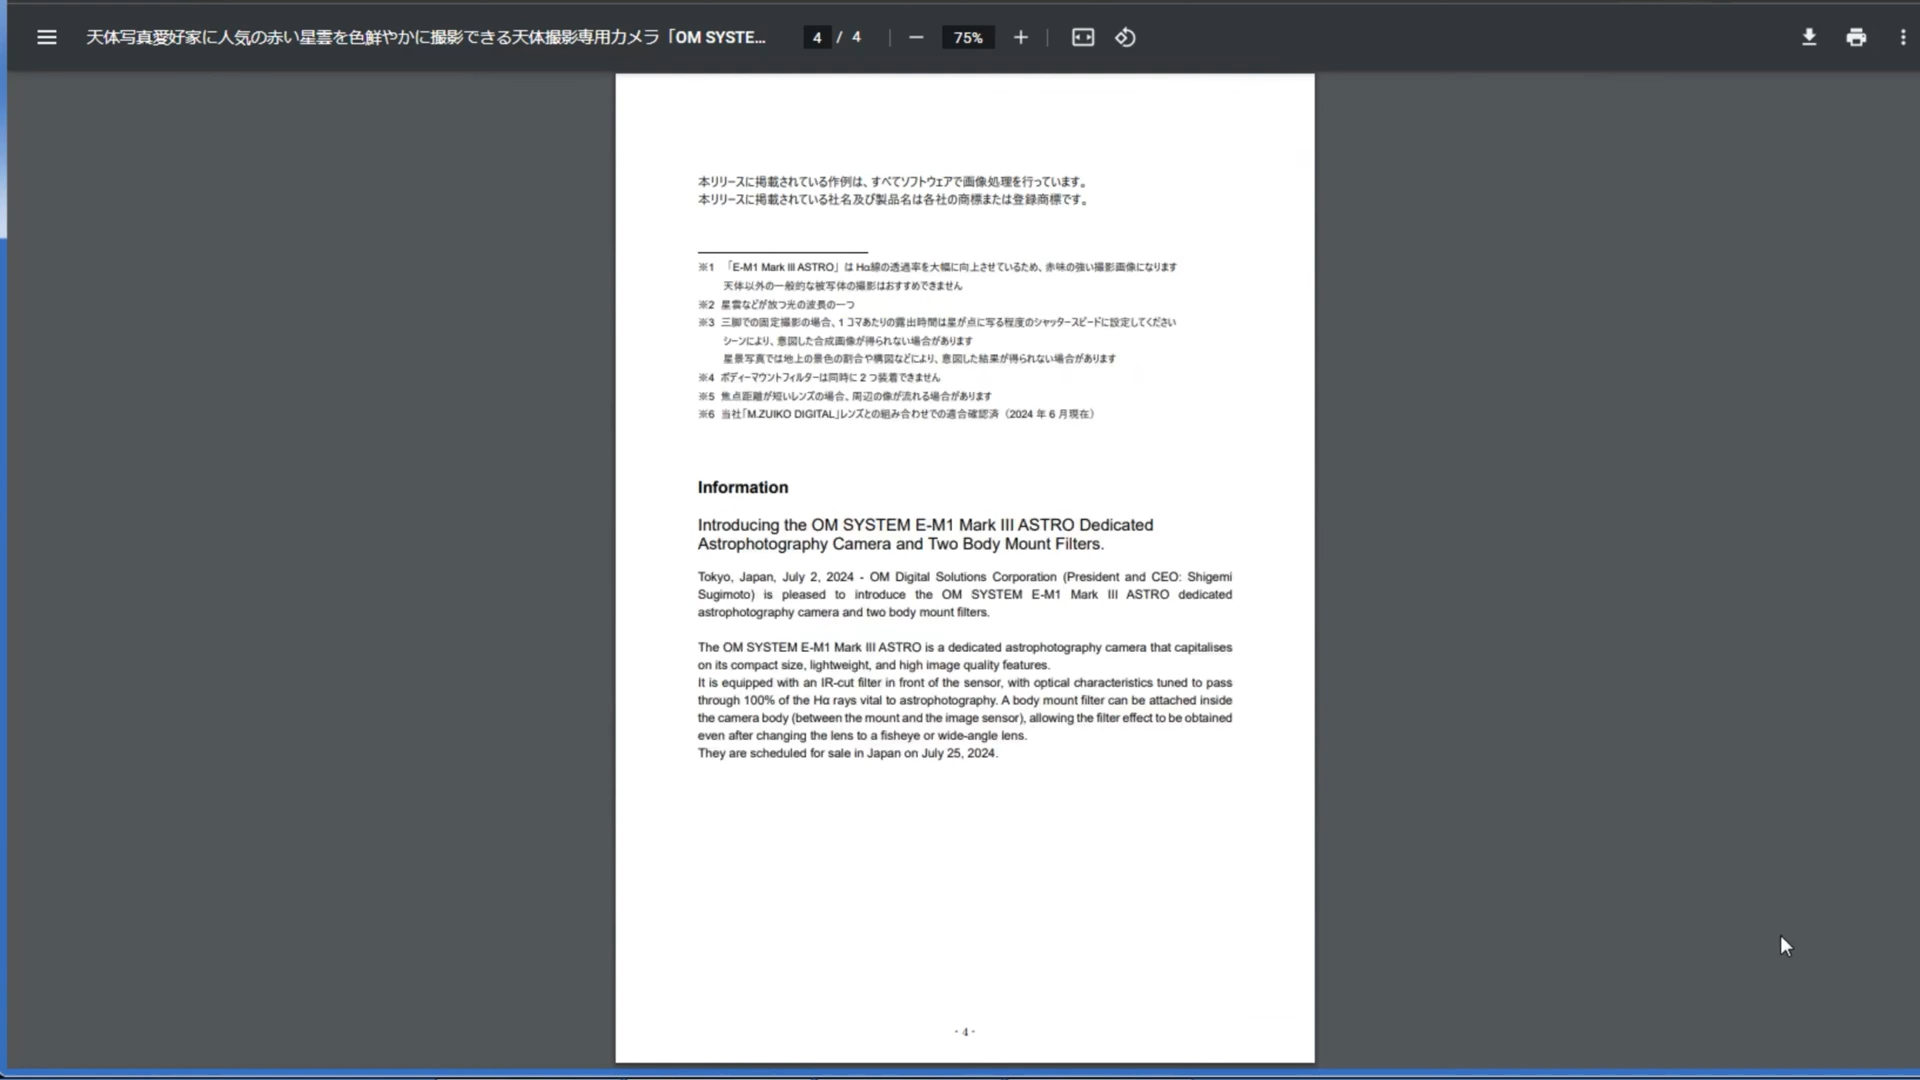 天体写真愛好家に人気の赤い星雲を色鮮やかに撮影できる天体撮影専用カメラ「OM SYSTE...
4 / 4
75%
本リリースに掲載されている作例は、すべてソフトウェアで画像処理を行っています。
本リリースに掲載されている社名及び製品名は各社の商標または登録商標です。
※1 「E-M1 Mark III ASTRO」は Hα線の透過率を大幅に向上させているため、赤味の強い撮影画像になります
天体以外の一般的な被写体の撮影はおすすめできません
※2 星雲などが放つ光の波長の一つ
※3 三脚での固定撮影の場合、1 コマあたりの露出時間は星が点に写る程度のシャッタースピードに設定してください
シーンにより、意図した合成画像が得られない場合があります
星景写真では地上の景色の割合や構図などにより、意図した結果が得られない場合があります
※4 ボディーマウントフィルターは同時に 2 つ装着できません
※5 焦点距離が短いレンズの場合、周辺の像が流れる場合があります
※6 当社「M.ZUIKO DIGITAL」レンズとの組み合わせでの適合確認済（2024 年 6 月現在）
Information
Introducing the OM SYSTEM E-M1 Mark III ASTRO Dedicated
Astrophotography Camera and Two Body Mount Filters.
Tokyo, Japan, July 2, 2024 - OM Digital Solutions Corporation (President and CEO: Shigemi
Sugimoto) is pleased to introduce the OM SYSTEM E-M1 Mark III ASTRO dedicated
astrophotography camera and two body mount filters.
The OM SYSTEM E-M1 Mark III ASTRO is a dedicated astrophotography camera that capitalises
on its compact size, lightweight, and high image quality features.
It is equipped with an IR-cut filter in front of the sensor, with optical characteristics tuned to pass
through 100% of the Hα rays vital to astrophotography. A body mount filter can be attached inside
the camera body (between the mount and the image sensor), allowing the filter effect to be obtained
even after changing the lens to a fisheye or wide-angle lens.
They are scheduled for sale in Japan on July 25, 2024.
- 4 -